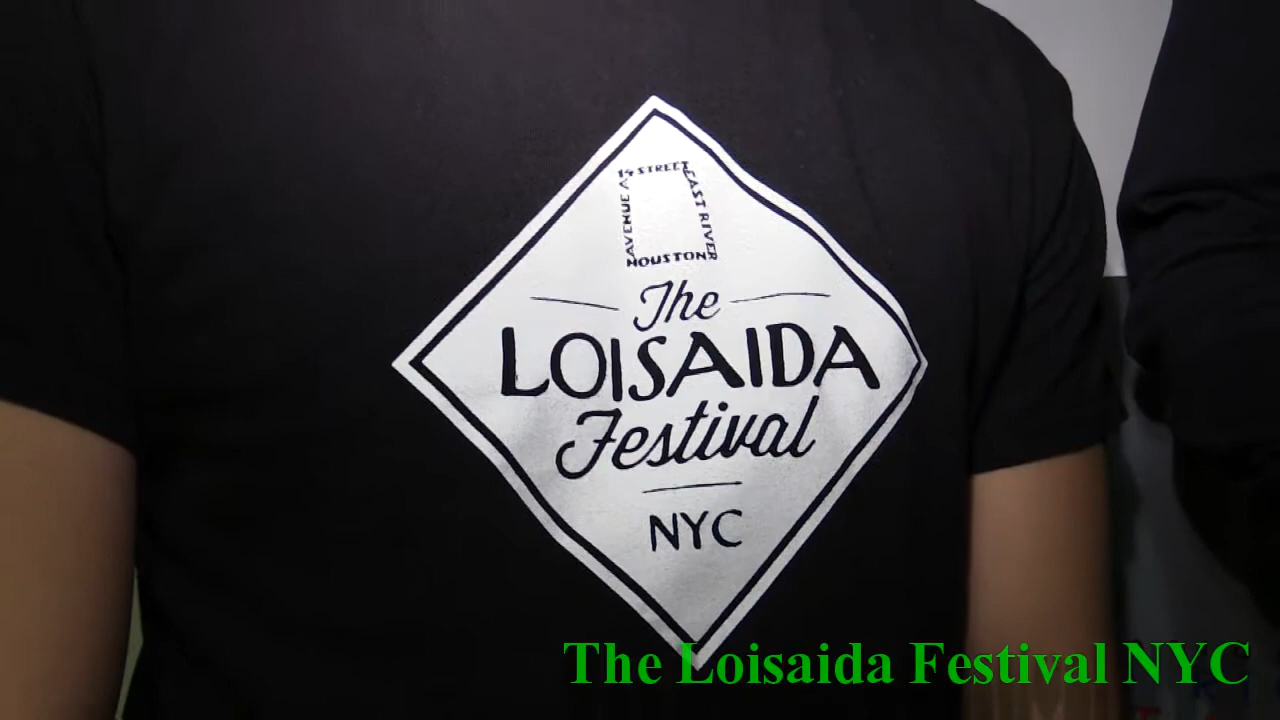 14 STREET
AVENUE A
EAST RIVER
HOUSTON
The
LOISAIDA
Festival
NYC
The Loisaida Festival NYC